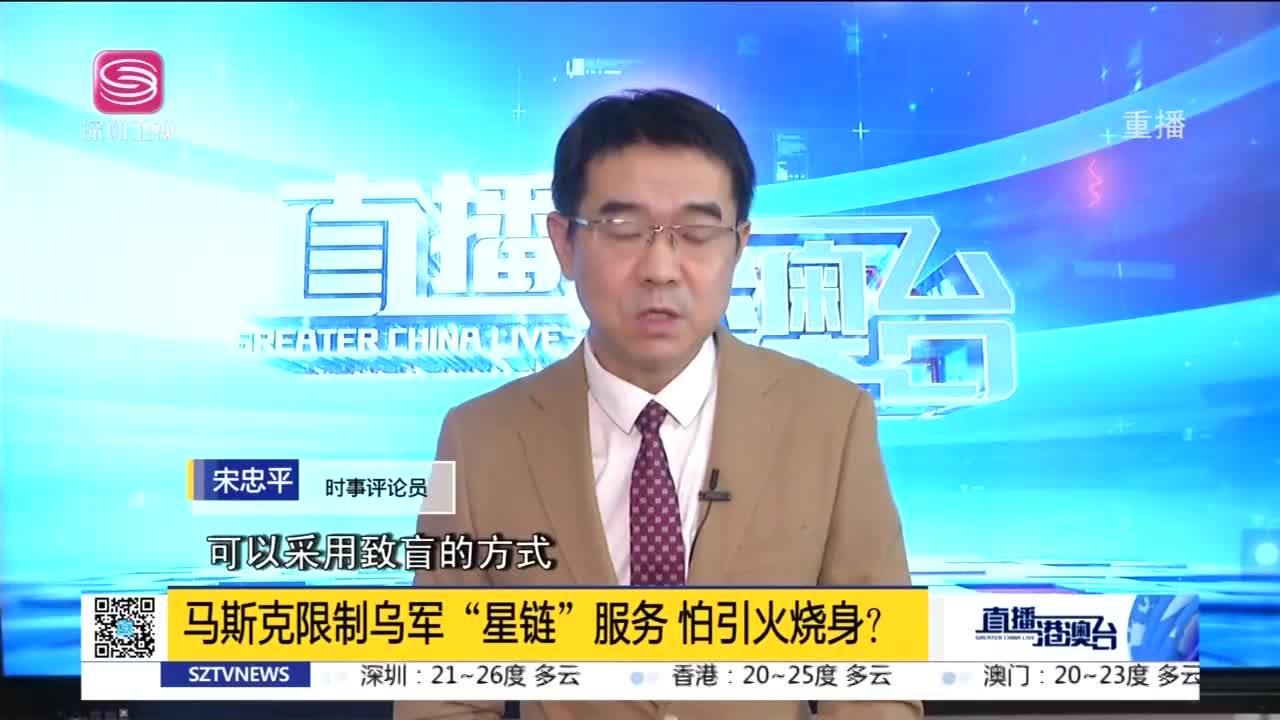 深圳卫视
重播
直播港澳台
GREATER CHINA LIVE
宋忠平
时事评论员
可以采用致盲的方式
马斯克限制乌军“星链”服务 怕引火烧身?
直播港澳台
GREATER CHINA LIVE
SZTVNEWS
深圳:21~26度 多云 香港:20~25度 多云 澳门:20~23度 多云